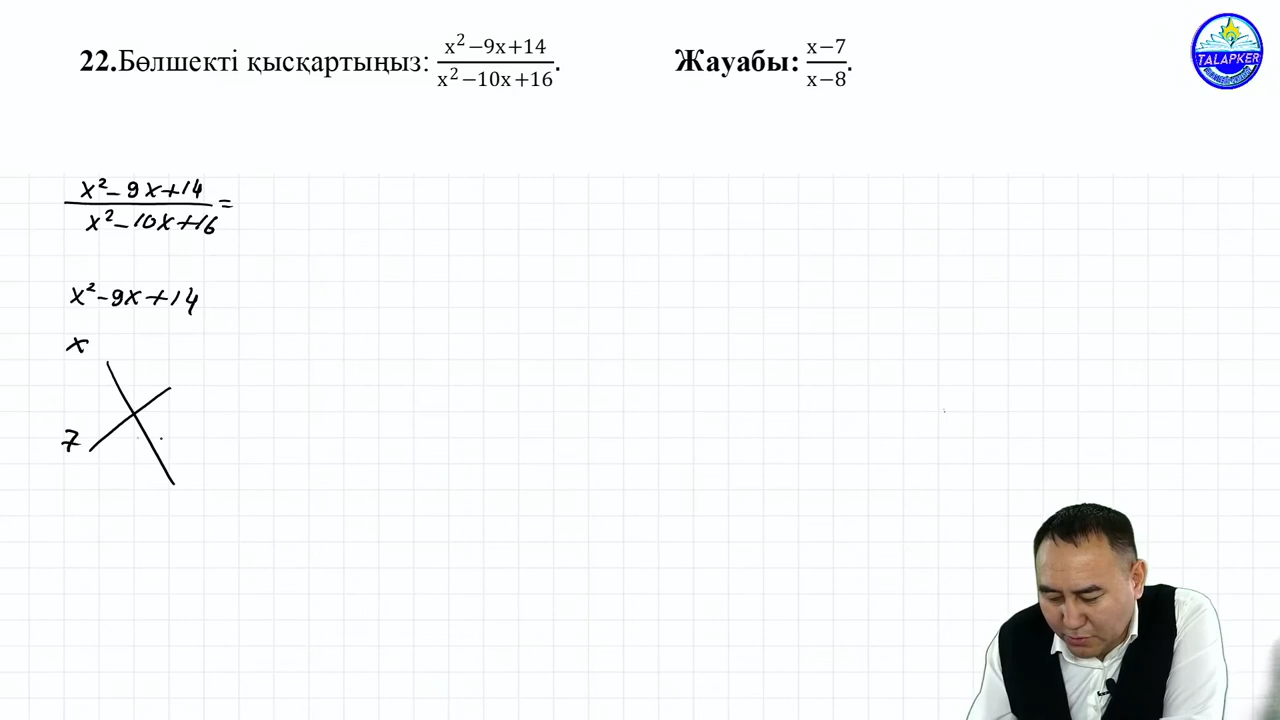 22.Бөлшекті қысқартыңыз: x²−9x+14 / x²−10x+16. Жауабы: x−7 / x−8.
TALAPKER
x²-9x+14 / x²-10x+16 =
x²-9x+14
x
7